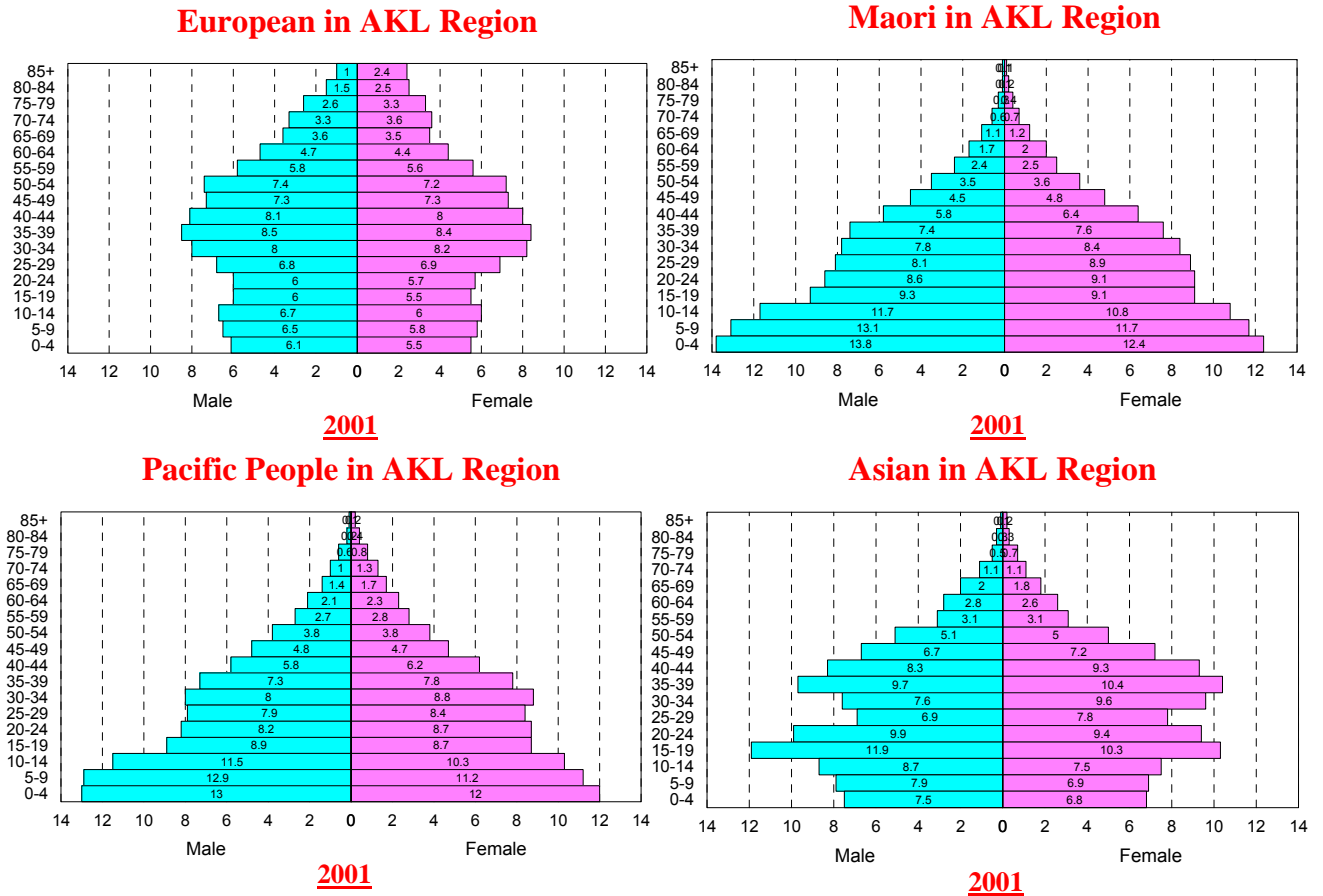 European in AKL Region
85+ 1 2.4
80-84 1.5 2.5
75-79 2.6 3.3
70-74 3.3 3.6
65-69 3.6 3.5
60-64 4.7 4.4
55-59 5.8 5.6
50-54 7.4 7.2
45-49 7.3 7.3
40-44 8.1 8
35-39 8.5 8.4
30-34 8 8.2
25-29 6.8 6.9
20-24 6 5.7
15-19 6 5.5
10-14 6.7 6
5-9 6.5 5.8
0-4 6.1 5.5
14 12 10 8 6 4 2 0 0 2 4 6 8 10 12 14
Male Female
2001
Maori in AKL Region
85+
80-84
75-79
70-74 0.6 0.7
65-69 1.1 1.2
60-64 1.7 2
55-59 2.4 2.5
50-54 3.5 3.6
45-49 4.5 4.8
40-44 5.8 6.4
35-39 7.4 7.6
30-34 7.8 8.4
25-29 8.1 8.9
20-24 8.6 9.1
15-19 9.3 9.1
10-14 11.7 10.8
5-9 13.1 11.7
0-4 13.8 12.4
14 12 10 8 6 4 2 0 0 2 4 6 8 10 12 14
Male Female
2001
Pacific People in AKL Region
85+
80-84
75-79 0.6 0.8
70-74 1 1.3
65-69 1.4 1.7
60-64 2.1 2.3
55-59 2.7 2.8
50-54 3.8 3.8
45-49 4.8 4.7
40-44 5.8 6.2
35-39 7.3 7.8
30-34 8 8.8
25-29 7.9 8.4
20-24 8.2 8.7
15-19 8.9 8.7
10-14 11.5 10.3
5-9 12.9 11.2
0-4 13 12
14 12 10 8 6 4 2 0 0 2 4 6 8 10 12 14
Male Female
2001
Asian in AKL Region
85+
80-84
75-79 0.5 0.7
70-74 1.1 1.1
65-69 2 1.8
60-64 2.8 2.6
55-59 3.1 3.1
50-54 5.1 5
45-49 6.7 7.2
40-44 8.3 9.3
35-39 9.7 10.4
30-34 7.6 9.6
25-29 6.9 7.8
20-24 9.9 9.4
15-19 11.9 10.3
10-14 8.7 7.5
5-9 7.9 6.9
0-4 7.5 6.8
14 12 10 8 6 4 2 0 0 2 4 6 8 10 12 14
Male Female
2001